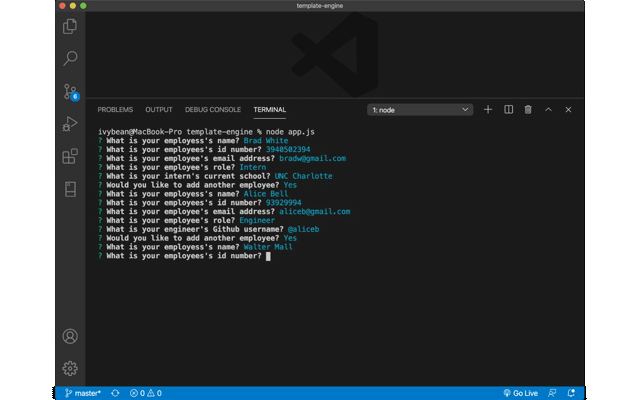 template-engine
6
PROBLEMS OUTPUT DEBUG CONSOLE TERMINAL 1: node
ivybean@MacBook-Pro template-engine % node app.js
? What is your employess's name? Brad White
? What is your employees's id number? 3940502394
? What is your employee's email address? bradw@gmail.com
? What is your employee's role? Intern
? What is your intern's current school? UNC Charlotte
? Would you like to add another employee? Yes
? What is your employess's name? Alice Bell
? What is your employees's id number? 93929994
? What is your employee's email address? aliceb@gmail.com
? What is your employee's role? Engineer
? What is your engineer's Github username? @aliceb
? Would you like to add another employee? Yes
? What is your employess's name? Walter Mall
? What is your employees's id number?
master* 0 0 Go Live